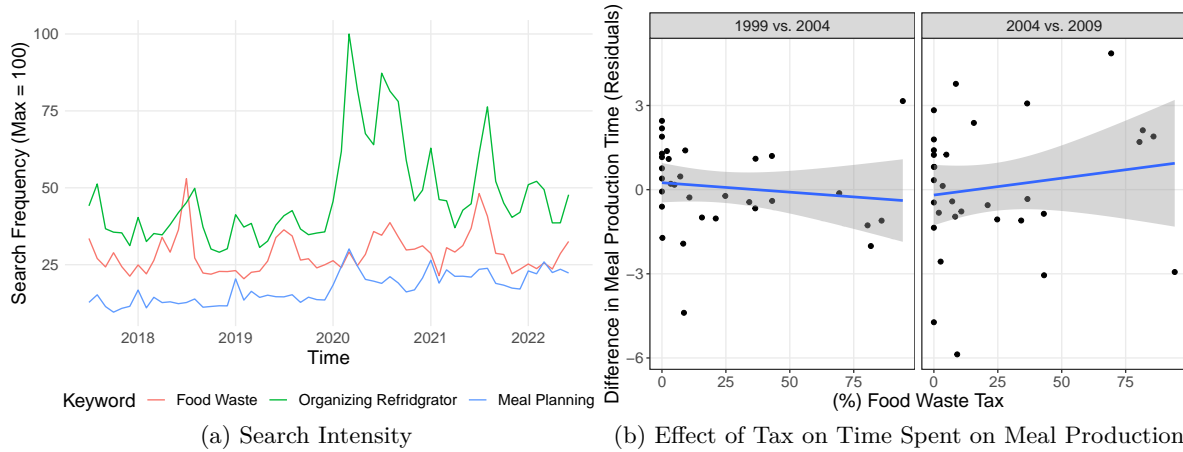 Search Frequency (Max = 100)
100
75
50
25
2018 2019 2020 2021 2022
Time
Keyword Food Waste Organizing Refridgrator Meal Planning
(a) Search Intensity
1999 vs. 2004 2004 vs. 2009
Difference in Meal Production Time (Residuals)
3
0
−3
−6
0 25 50 75 0 25 50 75
(%) Food Waste Tax
(b) Effect of Tax on Time Spent on Meal Production